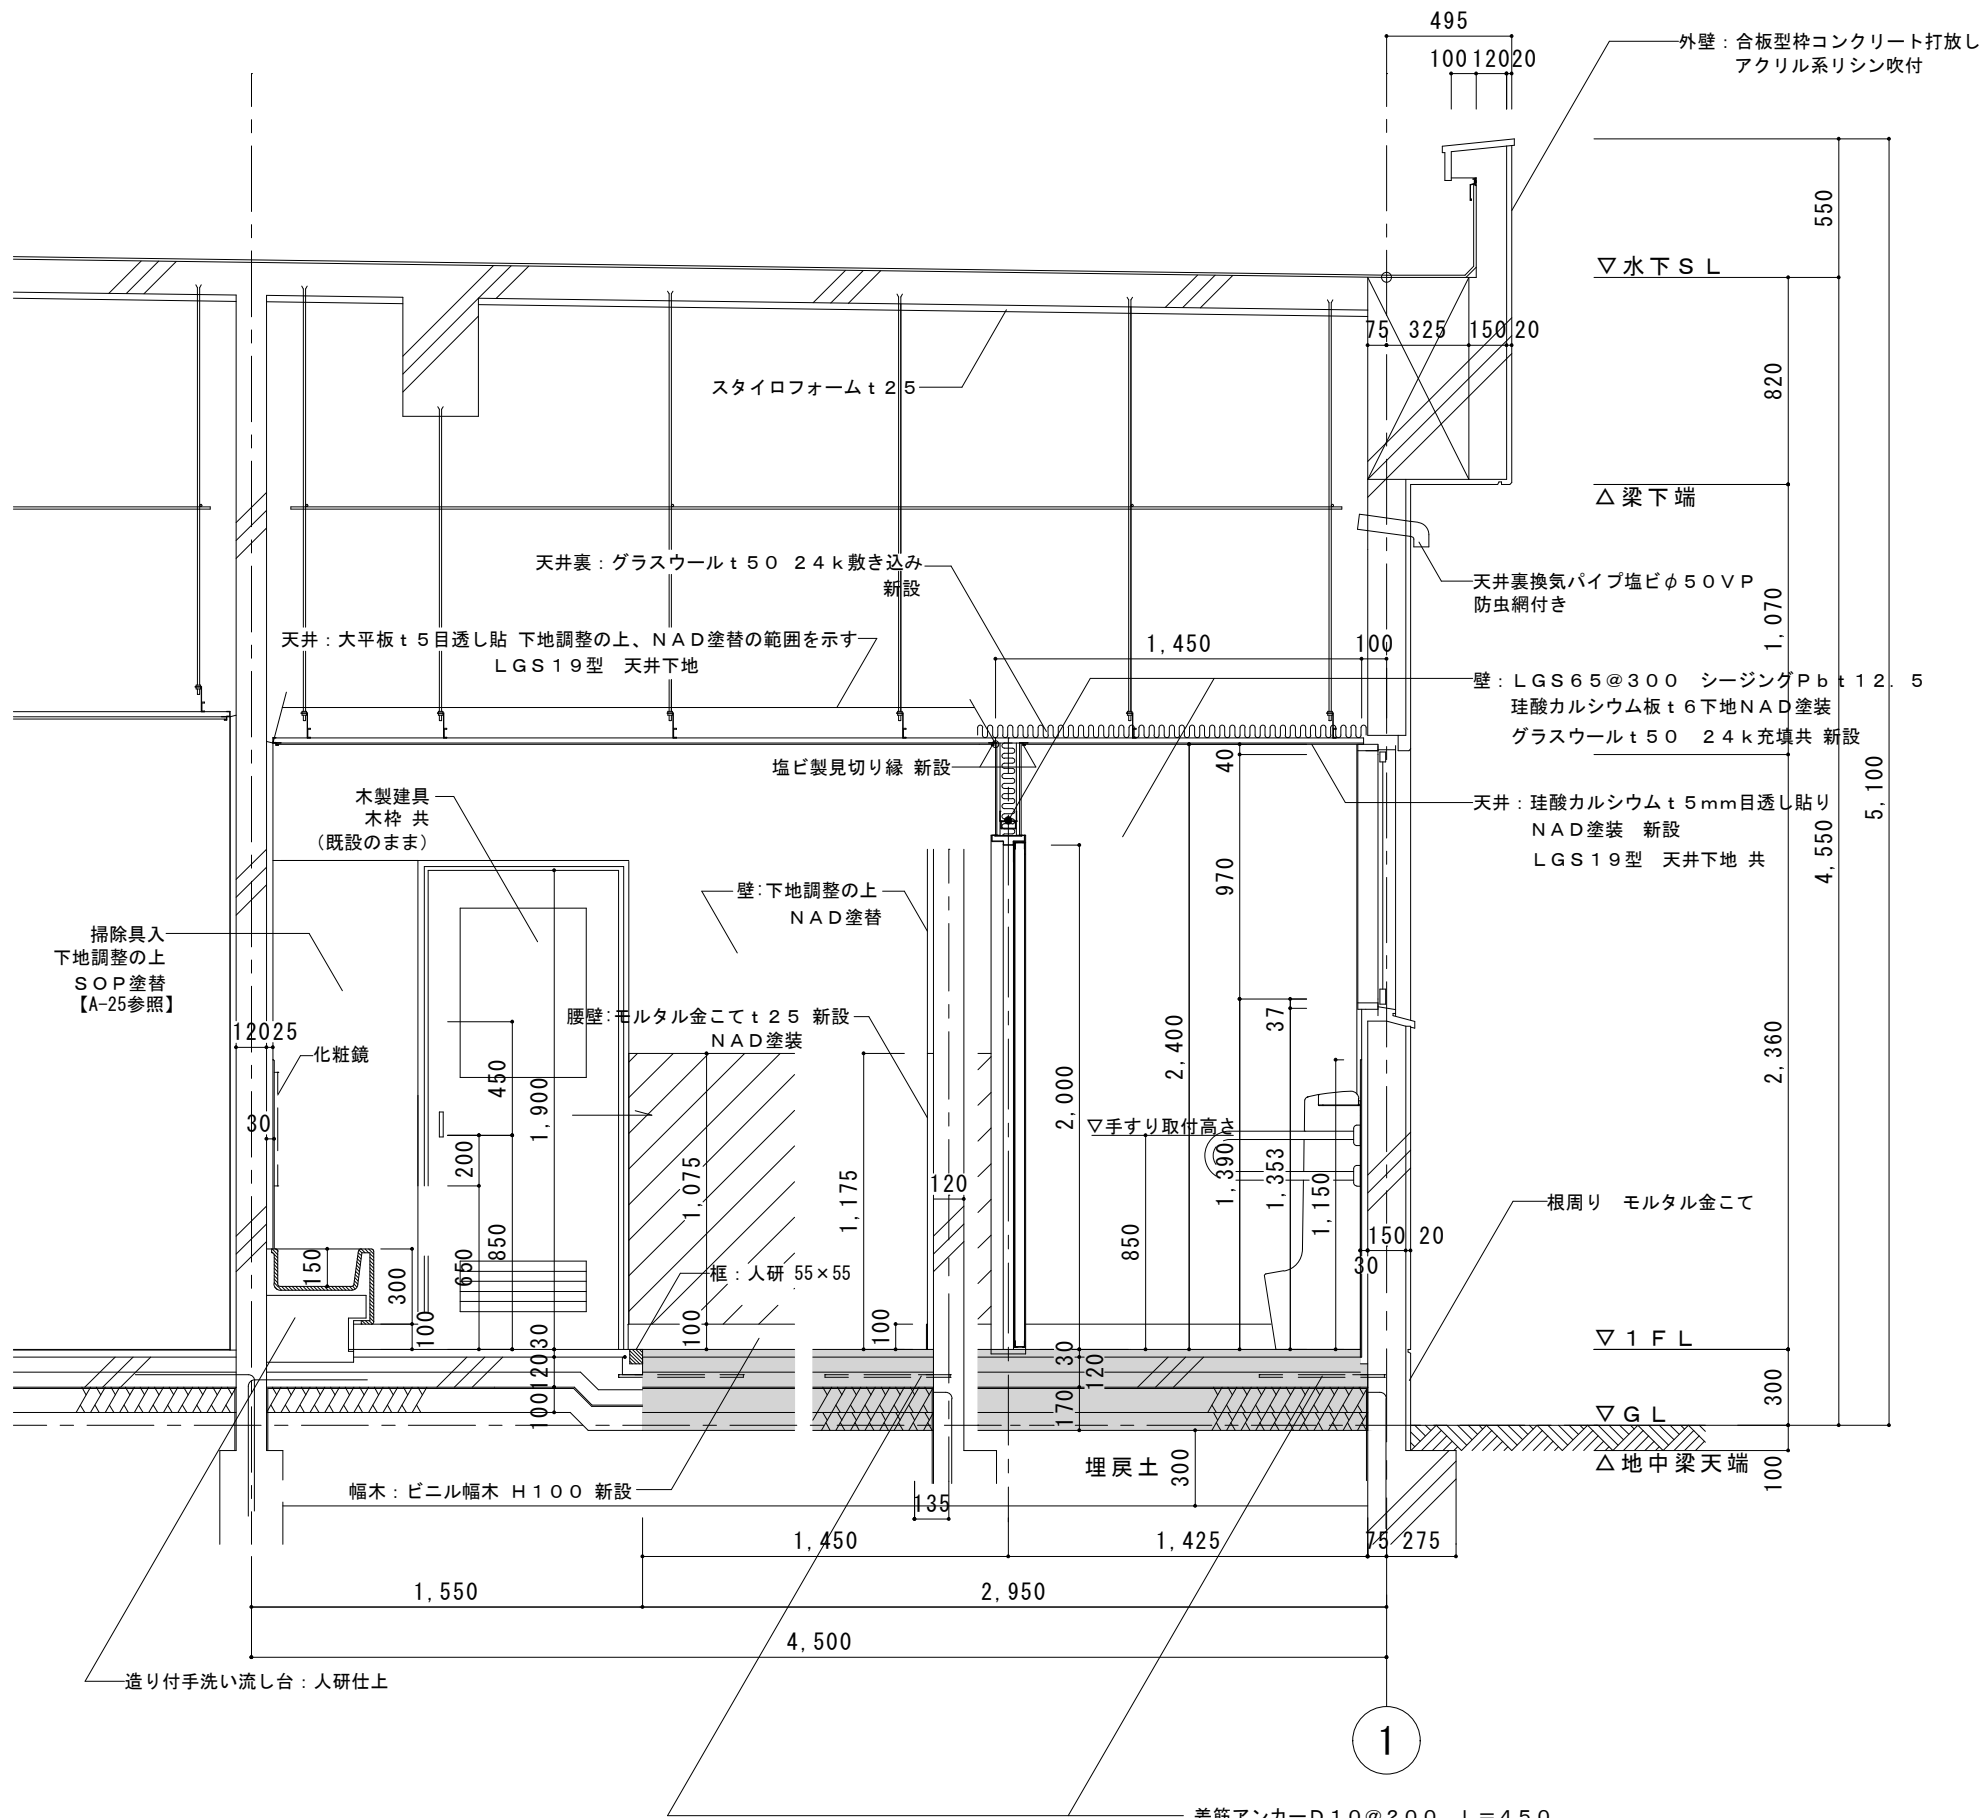 495
100 120 20
外壁：合板型枠コンクリート打放し
アクリル系リシン吹付
550
▽水下ＳＬ
75 325 150 20
820
スタイロフォームｔ２５
△梁下端
天井裏：グラスウールｔ５０ ２４ｋ敷き込み
新設
天井裏換気パイプ塩ビφ５０ＶＰ
防虫網付き
1,070
天井：大平板ｔ５目透し貼 下地調整の上、ＮＡＤ塗替の範囲を示す
ＬＧＳ１９型　天井下地
1,450
100
壁：ＬＧＳ６５＠３００　シージングＰｂｔ１２．５
珪酸カルシウム板ｔ６下地ＮＡＤ塗装
グラスウールｔ５０　２４ｋ充填共 新設
塩ビ製見切り縁 新設
40
5,100
4,550
木製建具
木枠 共
（既設のまま）
天井：珪酸カルシウムｔ５ｍｍ目透し貼り
ＮＡＤ塗装　新設
ＬＧＳ１９型　天井下地 共
970
壁：下地調整の上
ＮＡＤ塗替
掃除具入
下地調整の上
ＳＯＰ塗替
【A-25参照】
腰壁：モルタル金こてｔ２５ 新設
ＮＡＤ塗装
120 25
化粧鏡
450
1,900
2,000
2,400
37
2,360
30
200
1,075
1,175
120
▽手すり取付高さ
1,390
1,353
1,150
根周り　モルタル金こて
150
300
100
650
850
框：人研 55×55
850
150 20
30
100
100
▽１ＦＬ
30
120
100
30
120
170
300
▽ＧＬ
△地中梁天端
100
埋戻土
300
幅木：ビニル幅木 Ｈ１００ 新設
135
1,450
1,425
75 275
1,550
2,950
4,500
造り付手洗い流し台：人研仕上
1
差筋アンカーＤ１０＠２００　Ｌ＝４５０